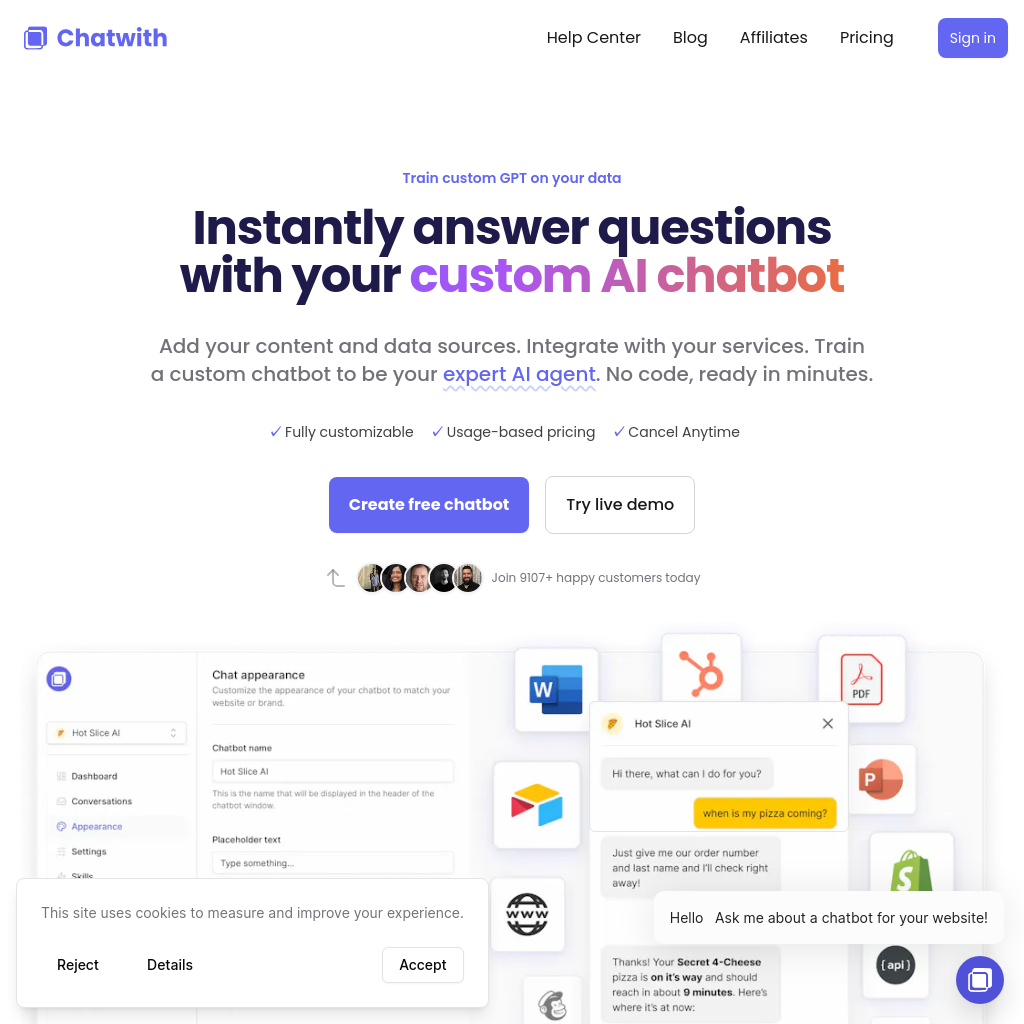 Chatwith
Help Center
Blog
Affiliates
Pricing
Sign in
Train custom GPT on your data
Instantly answer questions
with your custom AI chatbot
Add your content and data sources. Integrate with your services. Train
a custom chatbot to be your expert AI agent. No code, ready in minutes.
✓ Fully customizable
✓ Usage-based pricing
✓ Cancel Anytime
Create free chatbot
Try live demo
Join 9107+ happy customers today
Hot Slice AI
Dashboard
Conversations
Appearance
Settings
Skills
Chat appearance
Customize the appearance of your chatbot to match your
website or brand.
Chatbot name
Hot Slice AI
This is the name that will be displayed in the header of the
chatbot window.
Placeholder text
Type something...
W
PDF
P
S
www
{ api }
Hot Slice AI
Hi there, what can I do for you?
when is my pizza coming?
Just give me our order number
and last name and I'll check right
away!
Thanks! Your Secret 4-Cheese
pizza is on it's way and should
reach in about 9 minutes. Here's
where it's at now:
Hello Ask me about a chatbot for your website!
This site uses cookies to measure and improve your experience.
Reject
Details
Accept